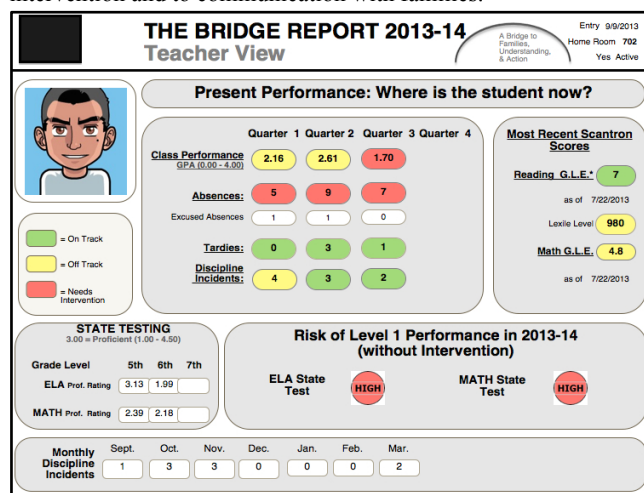 intervention and to communication with families.
THE BRIDGE REPORT 2013-14
Teacher View
A Bridge to
Families,
Understanding,
& Action
Entry 9/9/2013
Home Room 702
Yes Active
Present Performance: Where is the student now?
Quarter 1 Quarter 2 Quarter 3 Quarter 4
Class Performance 2.16 2.61 1.70
GPA (0.00 - 4.00)
Absences: 5 9 7
Excused Absences 1 1 0
Tardies: 0 3 1
Discipline
Incidents: 4 3 2
Most Recent Scantron
Scores
Reading G.L.E.* 7
as of 7/22/2013
Lexile Level 980
Math G.L.E. 4.8
as of 7/22/2013
= On Track
= Off Track
= Needs
Intervention
STATE TESTING
3.00 = Proficient (1.00 - 4.50)
Grade Level 5th 6th 7th
ELA Prof. Rating 3.13 1.99
MATH Prof. Rating 2.39 2.18
Risk of Level 1 Performance in 2013-14
(without Intervention)
ELA State
Test HIGH
MATH State
Test HIGH
Monthly
Discipline
Incidents
Sept. Oct. Nov. Dec. Jan. Feb. Mar.
1 3 3 0 0 0 2